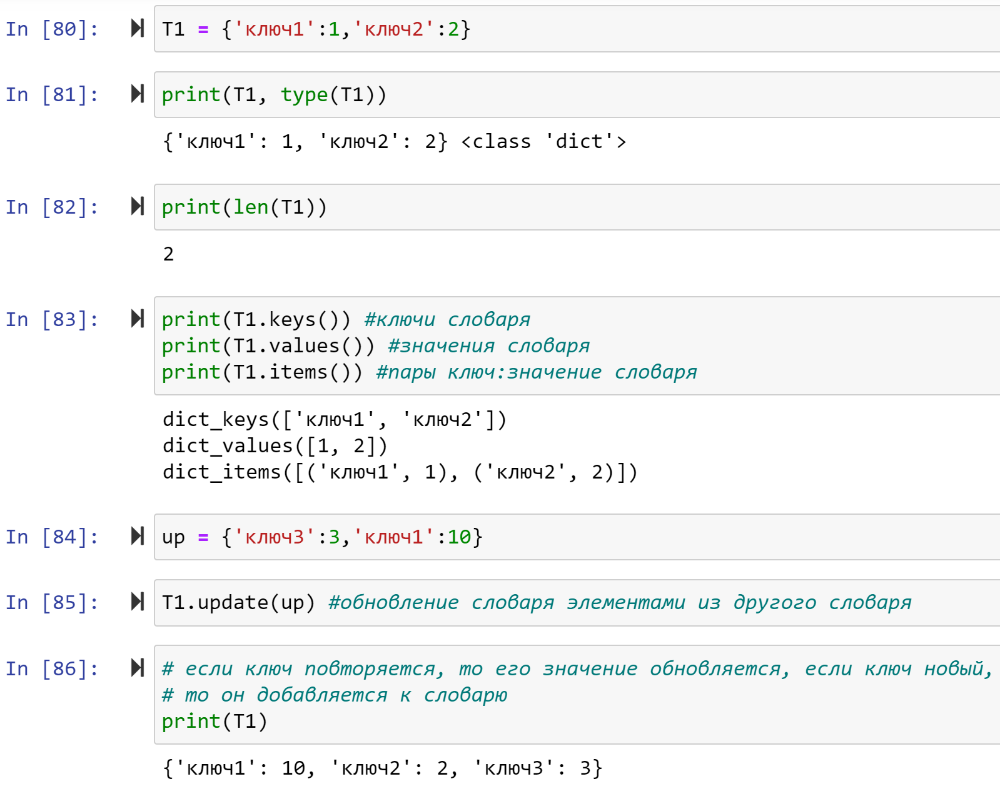 In [80]: T1 = {'ключ1':1,'ключ2':2}
In [81]: print(T1, type(T1))
{'ключ1': 1, 'ключ2': 2} <class 'dict'>
In [82]: print(len(T1))
2
In [83]: print(T1.keys()) #ключи словаря
print(T1.values()) #значения словаря
print(T1.items()) #пары ключ:значение словаря
dict_keys(['ключ1', 'ключ2'])
dict_values([1, 2])
dict_items([('ключ1', 1), ('ключ2', 2)])
In [84]: up = {'ключ3':3,'ключ1':10}
In [85]: T1.update(up) #обновление словаря элементами из другого словаря
In [86]: # если ключ повторяется, то его значение обновляется, если ключ новый,
# то он добавляется к словарю
print(T1)
{'ключ1': 10, 'ключ2': 2, 'ключ3': 3}